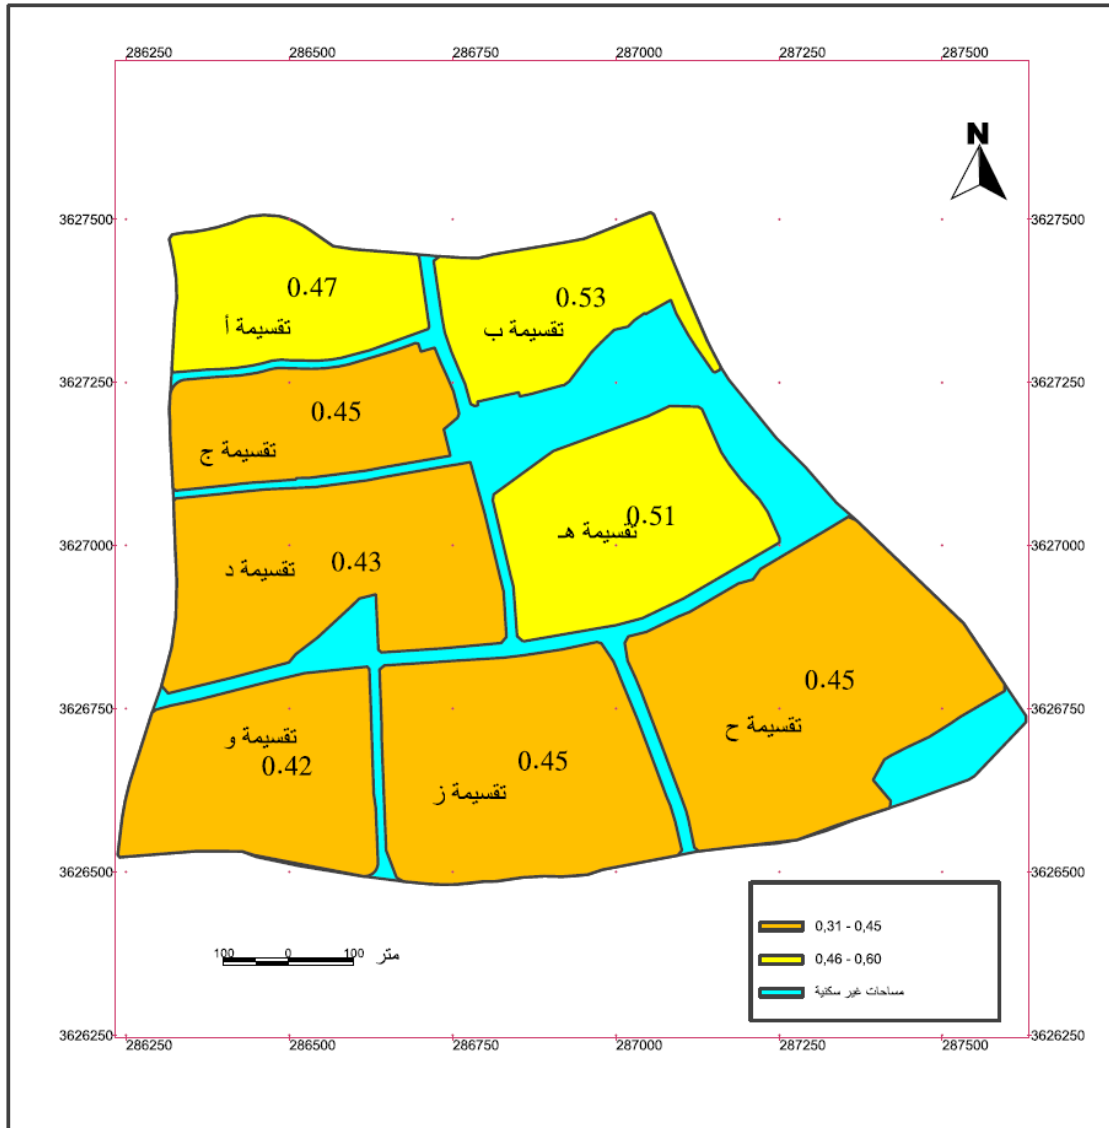 286250 286500 286750 287000 287250 287500
N
3627500 3627500
0.47
0.53
تقسيمة أ
تقسيمة ب
3627250 3627250
0.45
تقسيمة ج
0.51
تقسيمة هـ
3627000 3627000
0.43
تقسيمة د
0.45
3626750 3626750
تقسيمة ح
تقسيمة و
0.42
0.45
تقسيمة ز
3626500 3626500
0,31 - 0,45
0,46 - 0,60
مساحات غير سكنية
100 0 100 متر
3626250 3626250
286250 286500 286750 287000 287250 287500